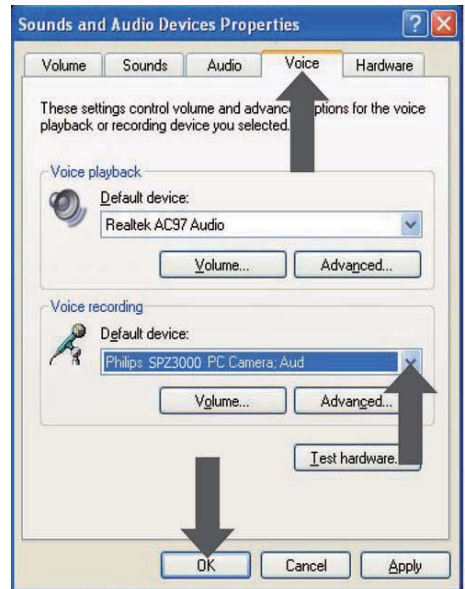 Sounds and Audio Devices Properties
Volume Sounds Audio Voice Hardware
These settings control volume and advanc ptions for the voice
playback or recording device you selected.
Voice playback
Default device:
Realtek AC97 Audio
Volume... Advanced...
Voice recording
Default device:
Philips SPZ3000 PC Camera; Aud
Volume... Advanced...
Test hardware..
OK Cancel Apply